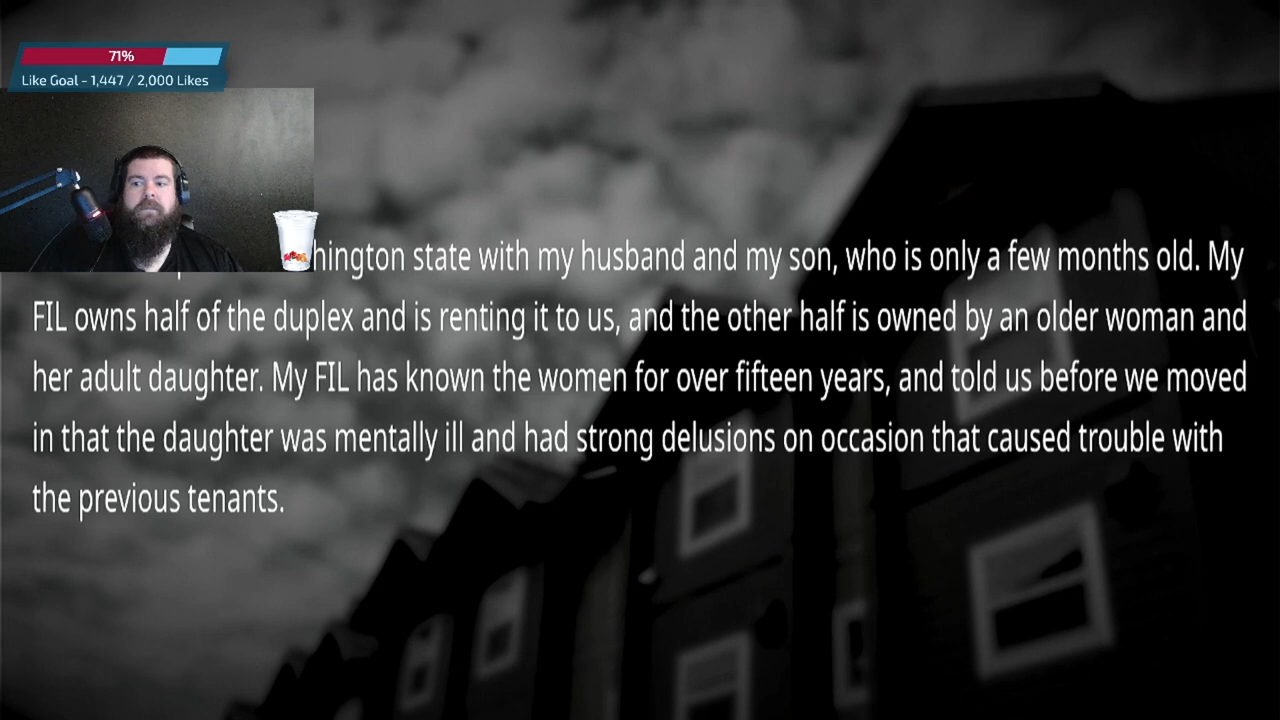 71%
Like Goal - 1,447 / 2,000 Likes
hington state with my husband and my son, who is only a few months old. My
FIL owns half of the duplex and is renting it to us, and the other half is owned by an older woman and
her adult daughter. My FIL has known the women for over fifteen years, and told us before we moved
in that the daughter was mentally ill and had strong delusions on occasion that caused trouble with
the previous tenants.